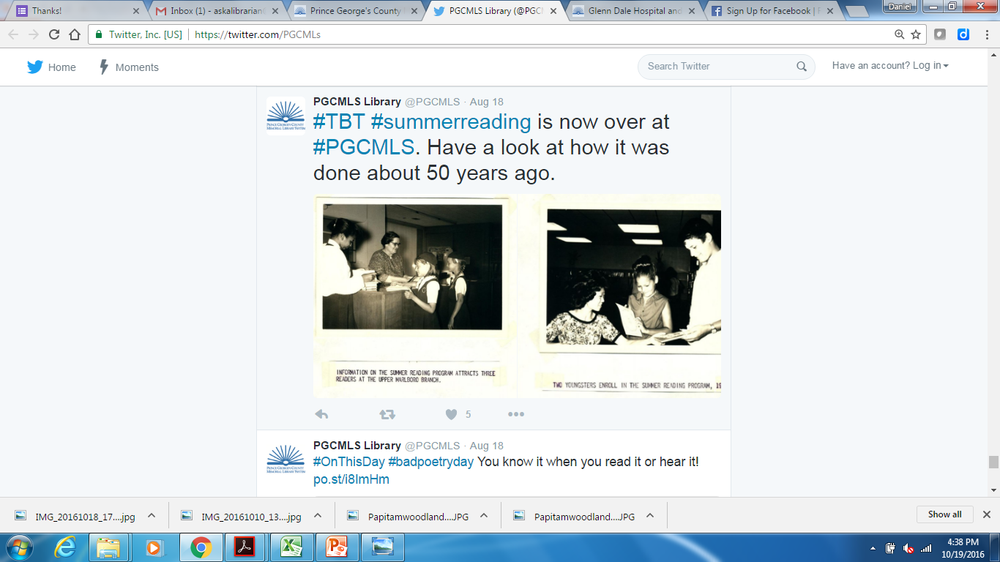 Thanks!
Inbox (1) - askalibrarian
Prince George's County
PGCMLS Library (@PGC
Glenn Dale Hospital and
Sign Up for Facebook | F
Daniel
Twitter, Inc. [US] https://twitter.com/PGCMLs
Home Moments Search Twitter Have an account? Log in
PGCMLS Library @PGCMLS · Aug 18
#TBT #summerreading is now over at
#PGCMLS. Have a look at how it was
done about 50 years ago.
PRINCE GEORGE'S COUNTY
MEMORIAL LIBRARY SYSTEM
INFORMATION ON THE SUMMER READING PROGRAM ATTRACTS THREE
READERS AT THE UPPER MARLBORO BRANCH.
TWO YOUNGSTERS ENROLL IN THE SUMMER READING PROGRAM, 19
5
PGCMLS Library @PGCMLS · Aug 18
#OnThisDay #badpoetryday You know it when you read it or hear it!
po.st/i8ImHm
PRINCE GEORGE'S COUNTY
MEMORIAL LIBRARY SYSTEM
IMG_20161018_17....jpg
IMG_20161010_13....jpg
Papitamwoodland....JPG
Papitamwoodland....JPG
Show all
4:38 PM
10/19/2016